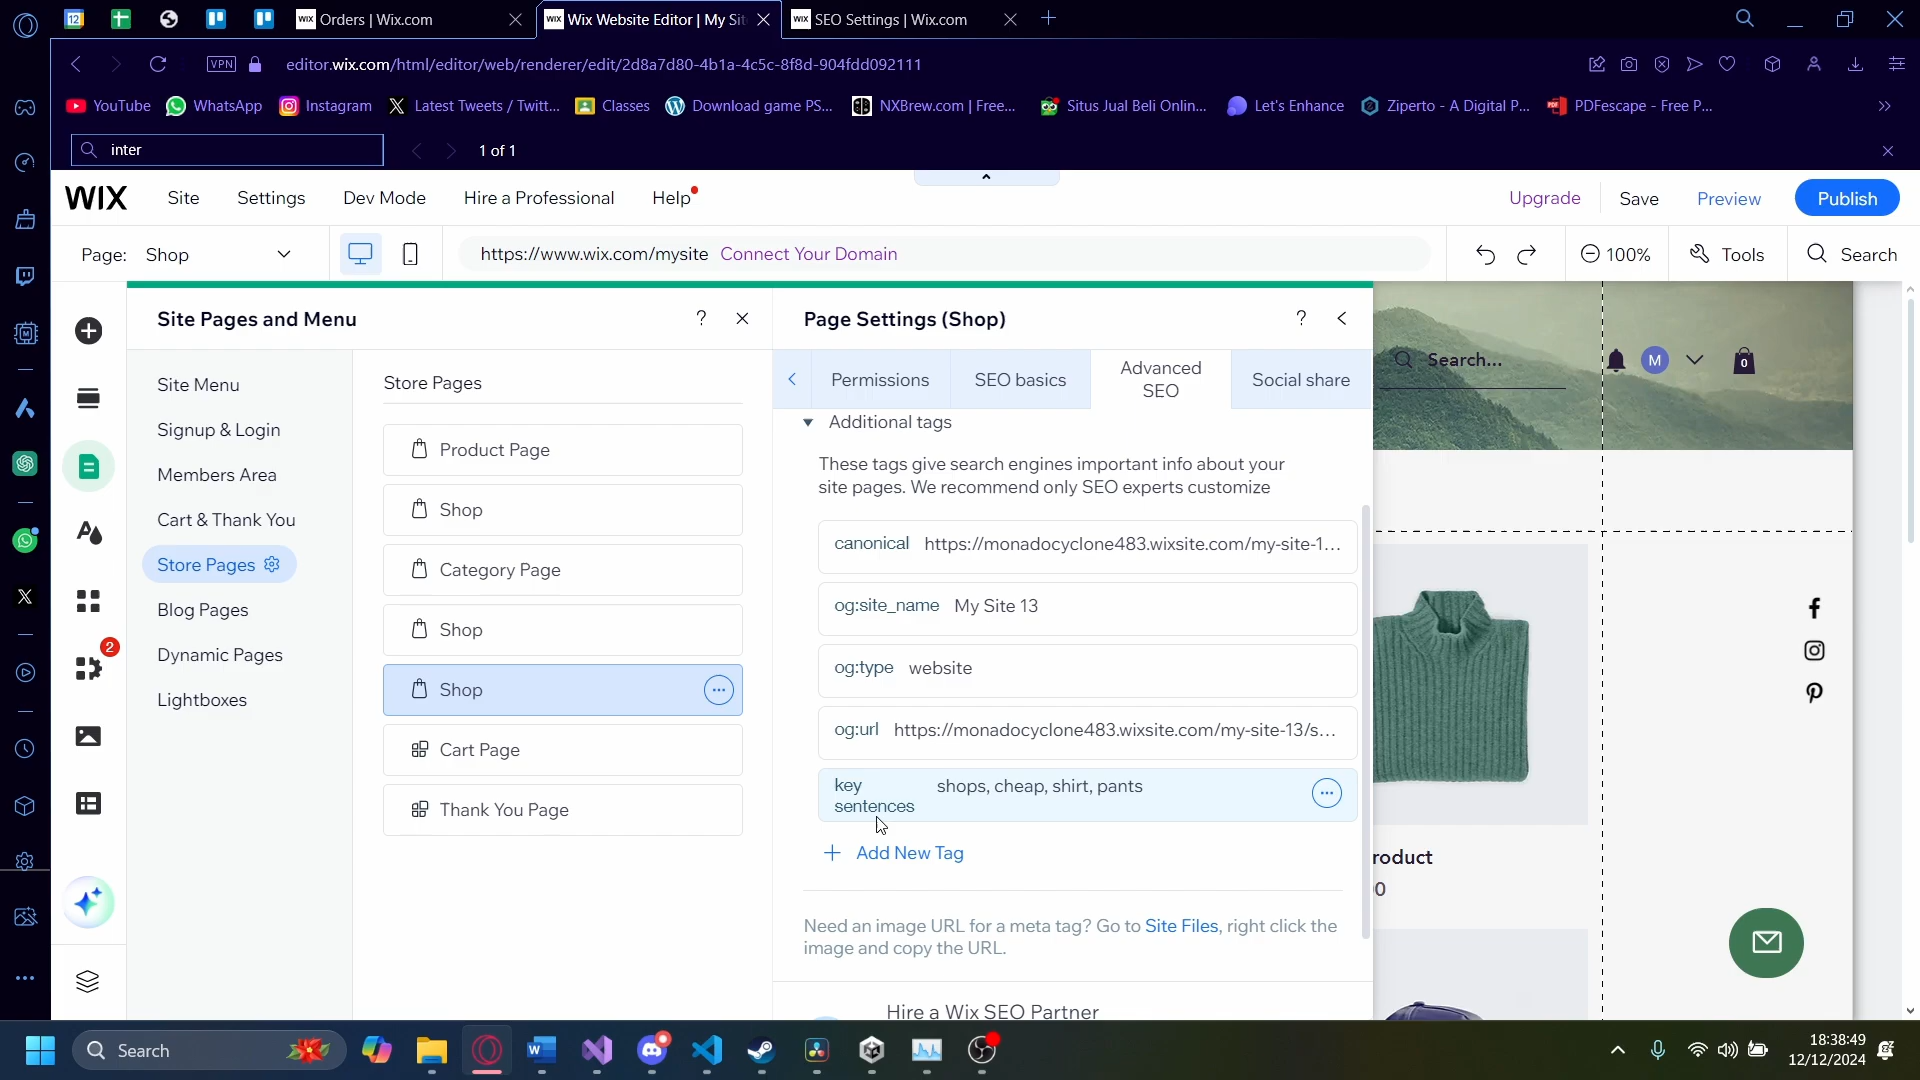 12
WIX Orders | Wix.com
WIX Wix Website Editor | My Sit
WIX SEO Settings | Wix.com
VPN
editor.wix.com/html/editor/web/renderer/edit/2d8a7d80-4b1a-4c5c-8f8d-904fdd092111
YouTube
WhatsApp
Instagram
Latest Tweets / Twitt...
Classes
Download game PS...
NXBrew.com | Free...
Situs Jual Beli Onlin...
Let's Enhance
Ziperto - A Digital P...
PDFescape - Free P...
inter
1 of 1
WIX
Site
Settings
Dev Mode
Hire a Professional
Help
Upgrade
Save
Preview
Publish
Page: Shop
https://www.wix.com/mysite Connect Your Domain
100%
Tools
Search
Site Pages and Menu
?
Page Settings (Shop)
?
Site Menu
Signup & Login
Members Area
Cart & Thank You
Store Pages
Blog Pages
Dynamic Pages
Lightboxes
2
Store Pages
Product Page
Shop
Category Page
Shop
Shop
Cart Page
Thank You Page
Permissions
SEO basics
Advanced
SEO
Social share
Additional tags
These tags give search engines important info about your
site pages. We recommend only SEO experts customize
canonical https://monadocyclone483.wixsite.com/my-site-1...
og:site_name My Site 13
og:type website
og:url https://monadocyclone483.wixsite.com/my-site-13/s...
key
sentences
shops, cheap, shirt, pants
Add New Tag
Need an image URL for a meta tag? Go to Site Files, right click the
image and copy the URL.
Hire a Wix SEO Partner
Search...
M
0
roduct
0
Search
18:38:49
12/12/2024